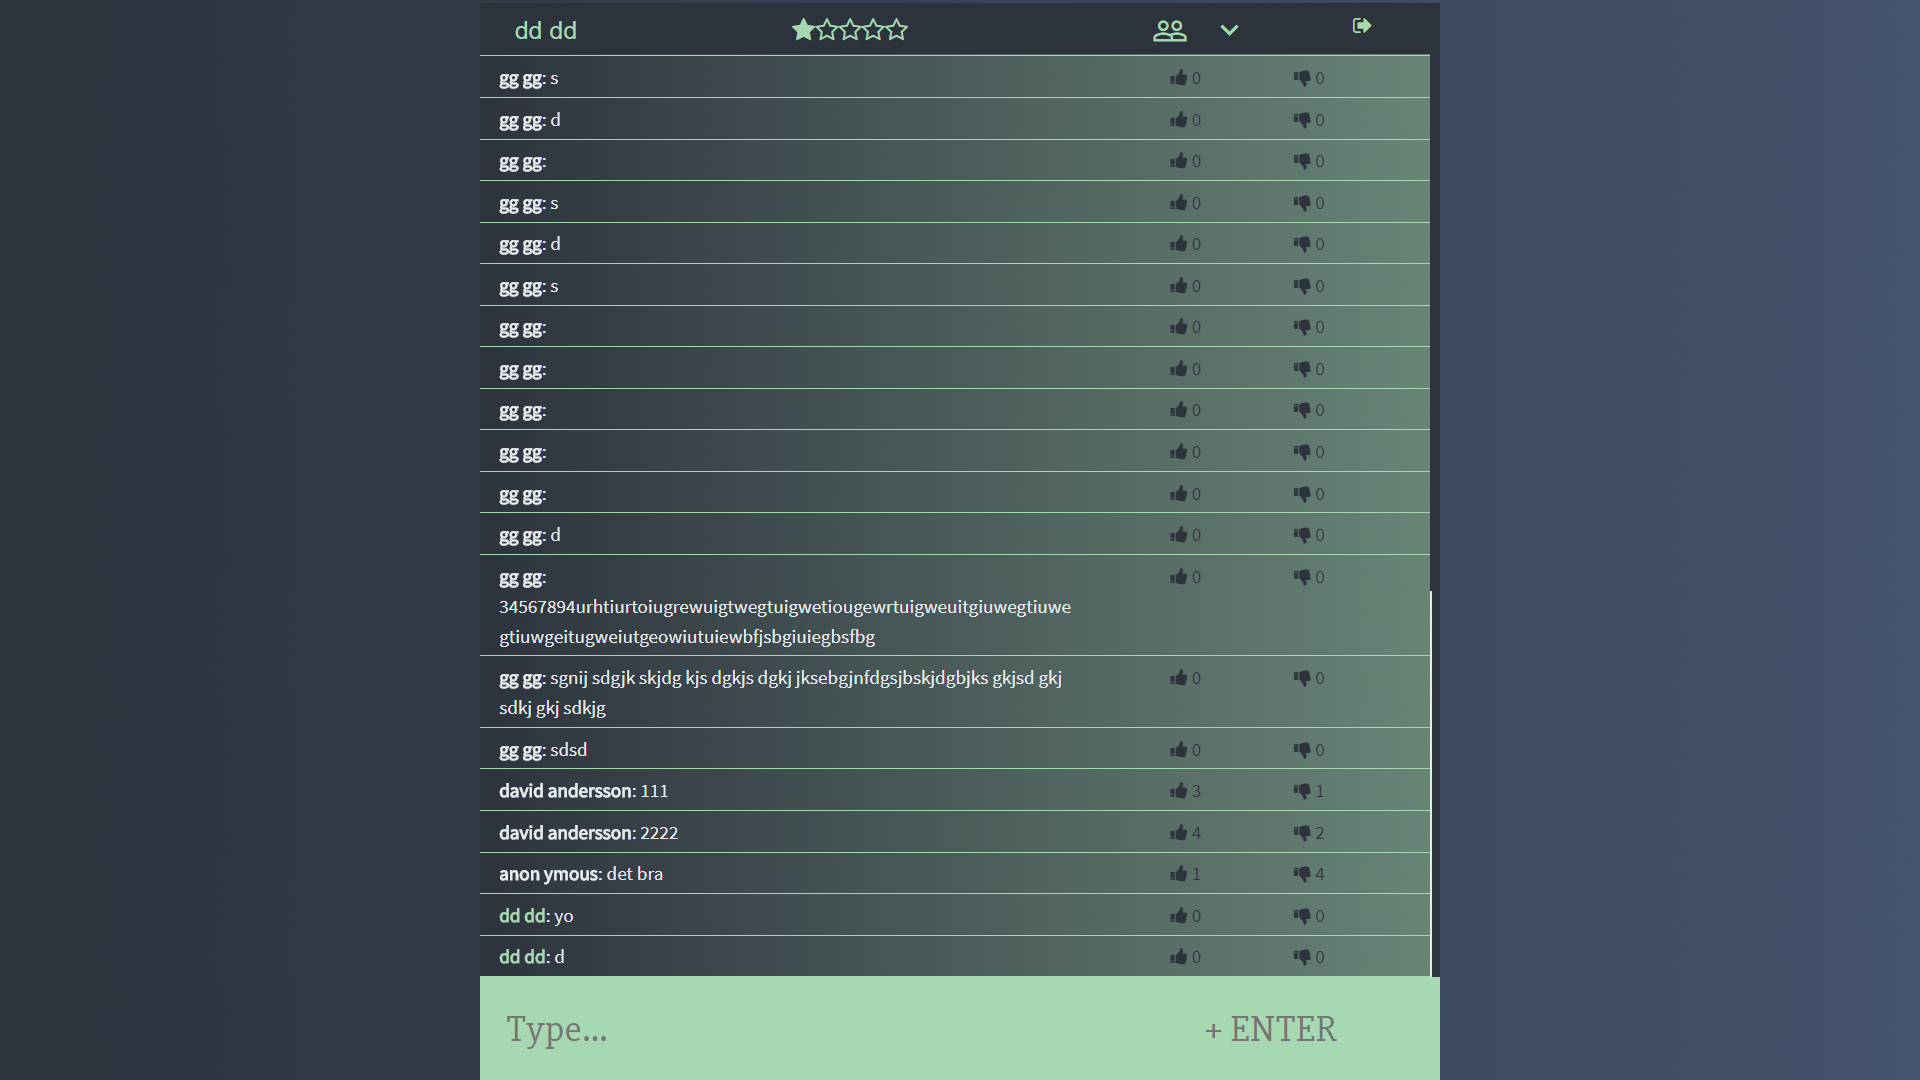 dd dd
gg gg: s 0 0
gg gg: d 0 0
gg gg: 0 0
gg gg: s 0 0
gg gg: d 0 0
gg gg: s 0 0
gg gg: 0 0
gg gg: 0 0
gg gg: 0 0
gg gg: 0 0
gg gg: 0 0
gg gg: d 0 0
gg gg: 0 0
34567894urhtiurtoiugrewuigtwegtuigwetiougewrtuigweuitgiuwegtiuwe
gtiuwgeitugweiutgeowiutuiewbfjsbgiuiegbsfbg
gg gg: sgnij sdgjk skjdg kjs dgkjs dgkj jksebgjnfdgsjbskjdgbjks gkjsd gkj 0 0
sdkj gkj sdkjg
gg gg: sdsd 0 0
david andersson: 111 3 1
david andersson: 2222 4 2
anon ymous: det bra 1 4
dd dd: yo 0 0
dd dd: d 0 0
Type... + ENTER